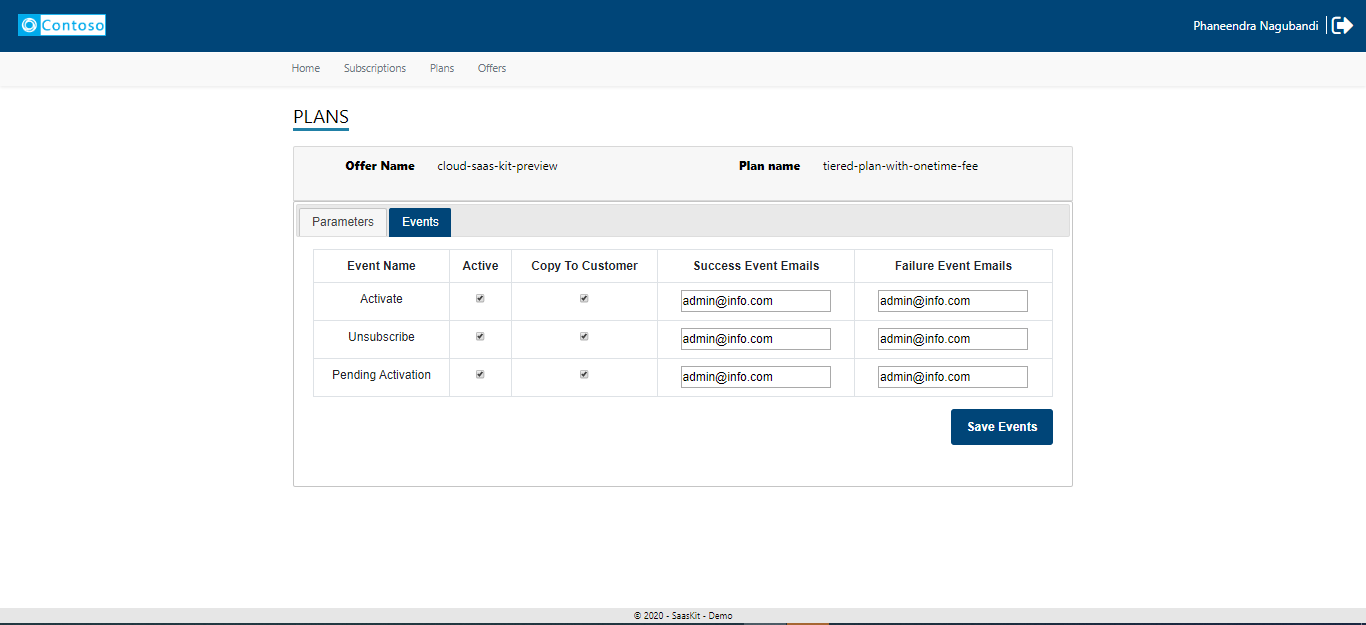 Contoso
Phaneendra Nagubandi
Home Subscriptions Plans Offers
PLANS
Offer Name cloud-saas-kit-preview Plan name tiered-plan-with-onetime-fee
Parameters Events
Event Name Active Copy To Customer Success Event Emails Failure Event Emails
Activate admin@info.com admin@info.com
Unsubscribe admin@info.com admin@info.com
Pending Activation admin@info.com admin@info.com
Save Events
© 2020 - SaasKit - Demo